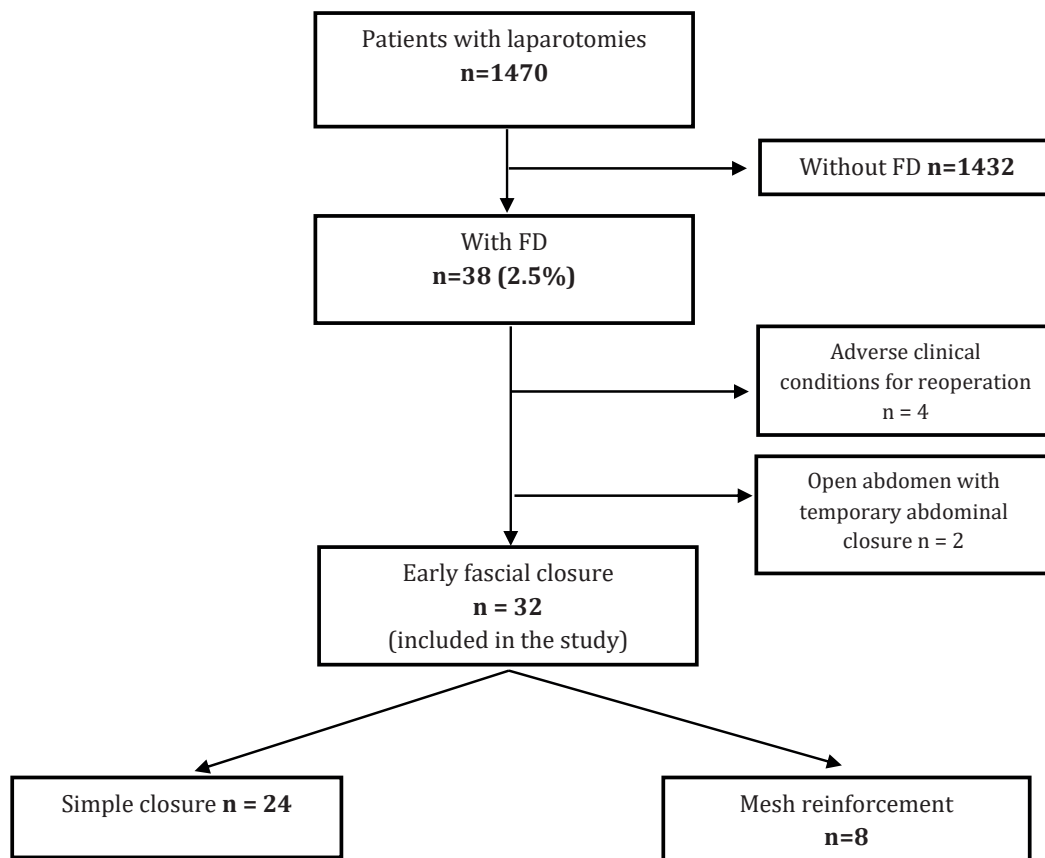 Patients with laparotomies
n=1470
Without FD n=1432
With FD
n=38 (2.5%)
Adverse clinical
conditions for reoperation
n = 4
Open abdomen with
temporary abdominal
closure n = 2
Early fascial closure
n = 32
(included in the study)
Simple closure n = 24
Mesh reinforcement
n=8